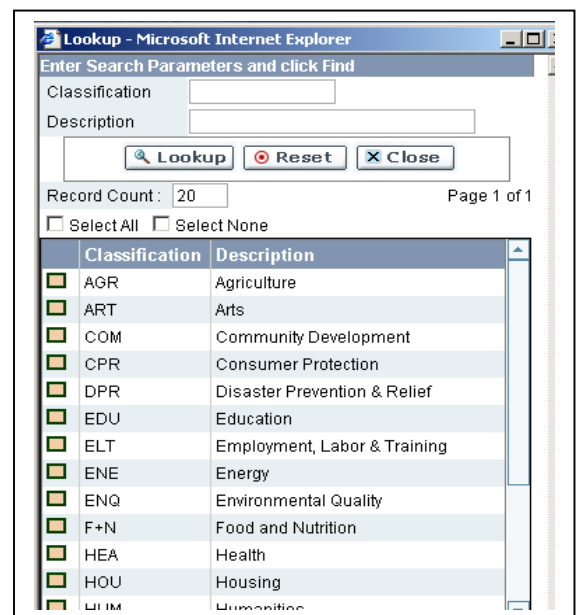 Lookup - Microsoft Internet Explorer
Enter Search Parameters and click Find
Classification
Description
Lookup Reset Close
Record Count: 20 Page 1 of 1
Select All Select None
Classification Description
AGR Agriculture
ART Arts
COM Community Development
CPR Consumer Protection
DPR Disaster Prevention & Relief
EDU Education
ELT Employment, Labor & Training
ENE Energy
ENQ Environmental Quality
F+N Food and Nutrition
HEA Health
HOU Housing
HUM Humanities